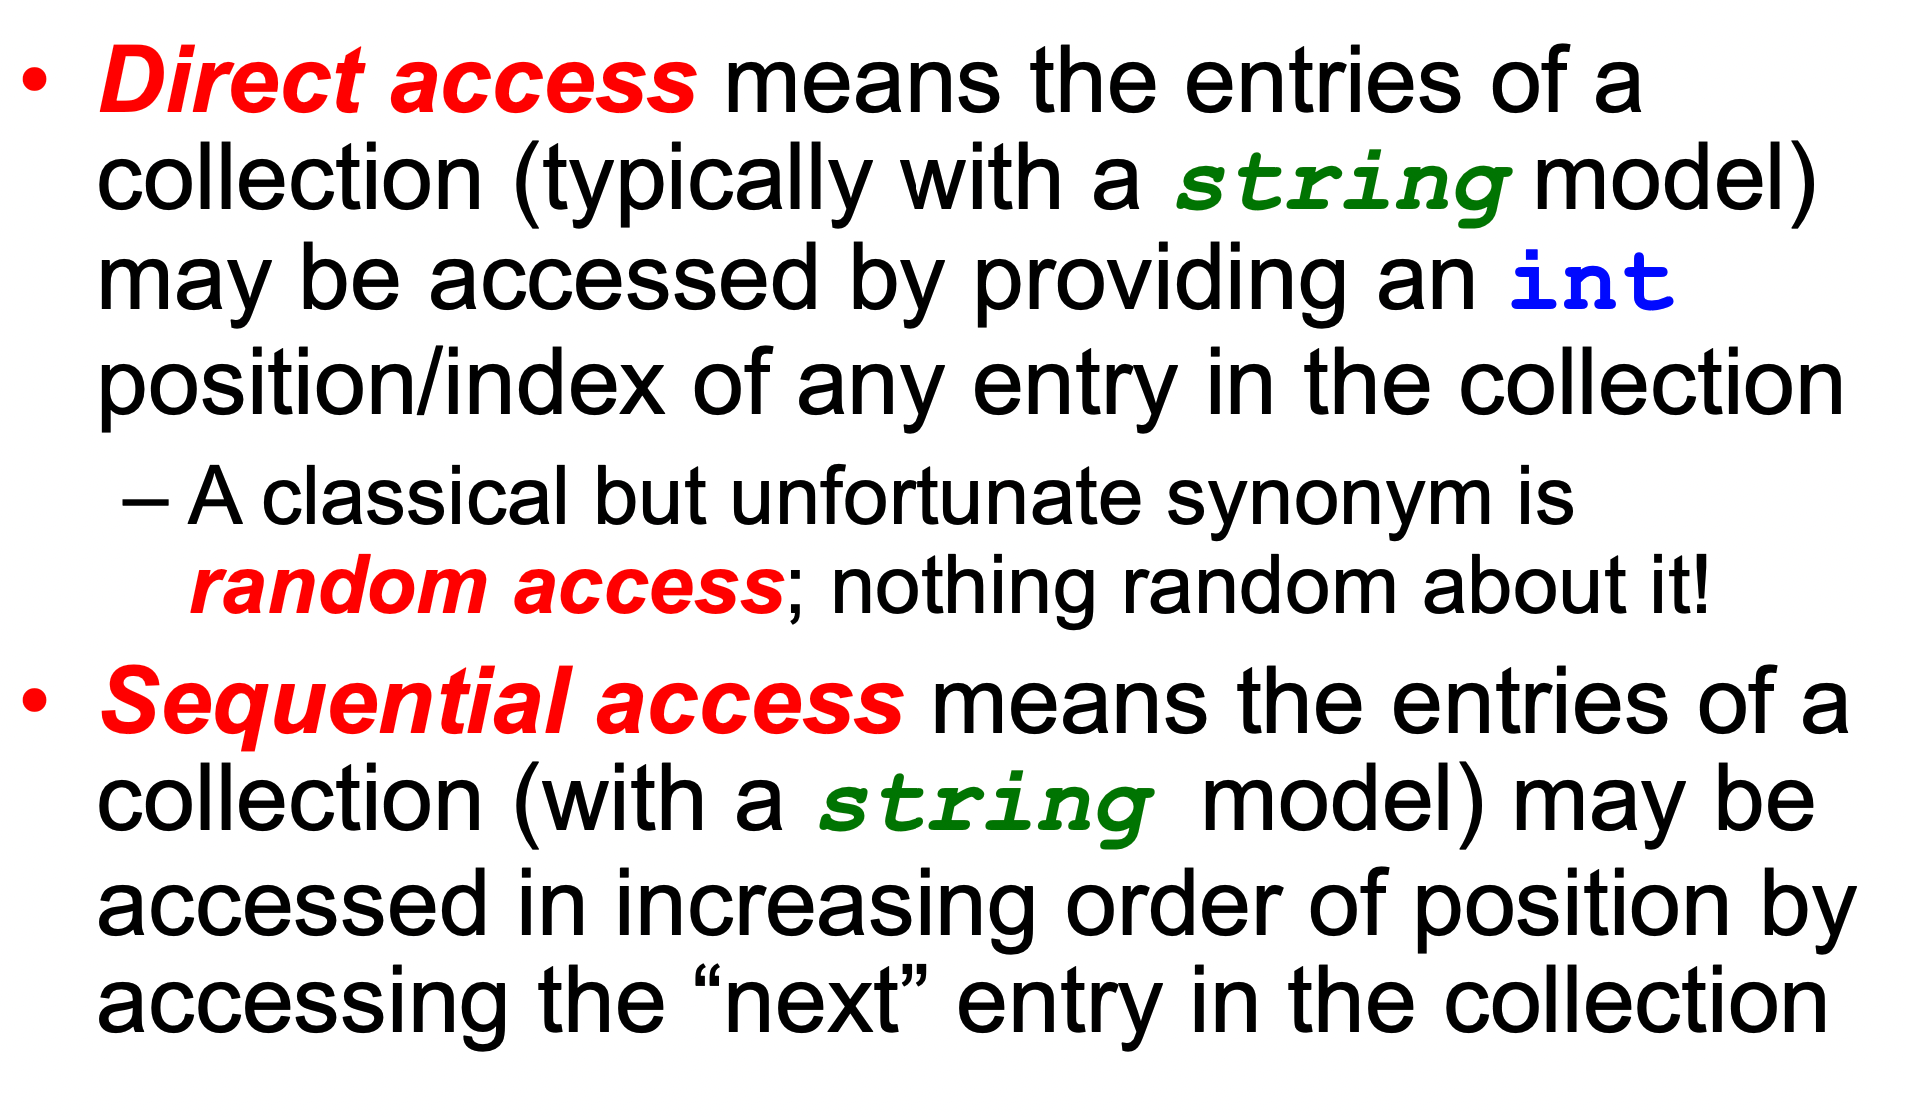 • Direct access means the entries of a
collection (typically with a string model)
may be accessed by providing an int
position/index of any entry in the collection
– A classical but unfortunate synonym is
random access; nothing random about it!
• Sequential access means the entries of a
collection (with a string model) may be
accessed in increasing order of position by
accessing the “next” entry in the collection